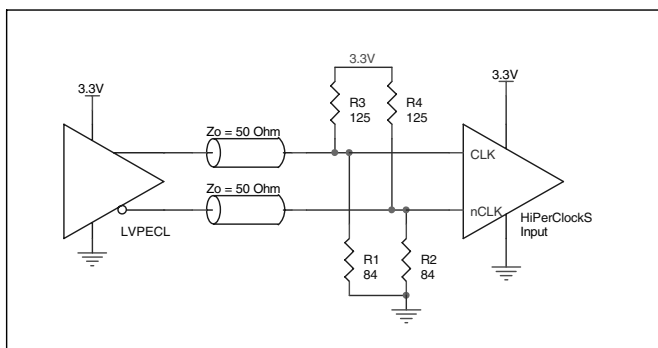 3.3V
3.3V
3.3V
R3
125
R4
125
Zo = 50 Ohm
CLK
Zo = 50 Ohm
nCLK
HiPerClockS
Input
LVPECL
R1
84
R2
84